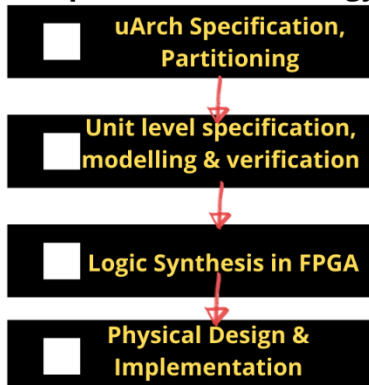 uArch Specification,
Partitioning
Unit level specification,
modelling & verification
Logic Synthesis in FPGA
Physical Design &
Implementation